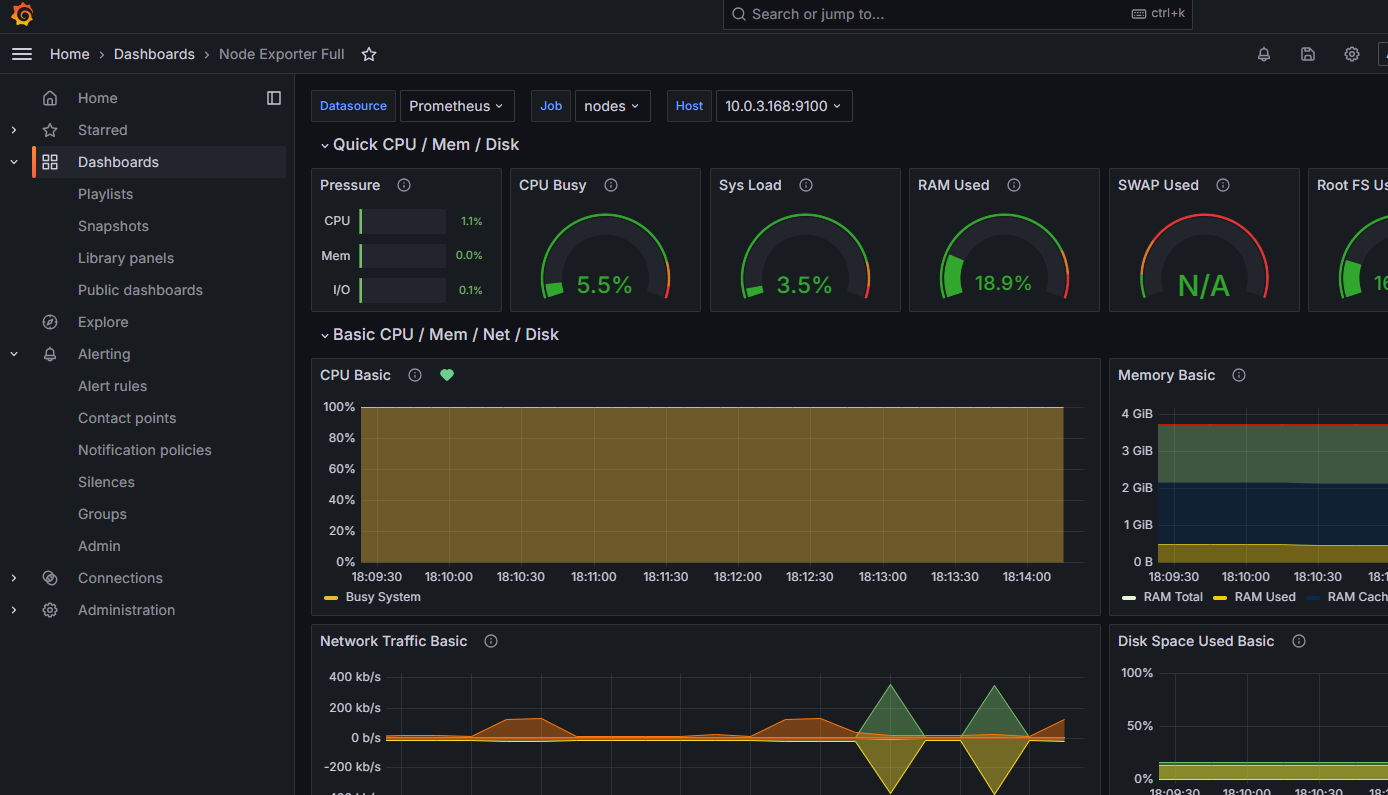 Search or jump to... ctrl+k
Home › Dashboards › Node Exporter Full
Home
Starred
Dashboards
Playlists
Snapshots
Library panels
Public dashboards
Explore
Alerting
Alert rules
Contact points
Notification policies
Silences
Groups
Admin
Connections
Administration
Datasource Prometheus Job nodes Host 10.0.3.168:9100
Quick CPU / Mem / Disk
Pressure
CPU 1.1%
Mem 0.0%
I/O 0.1%
CPU Busy
5.5%
Sys Load
3.5%
RAM Used
18.9%
SWAP Used
N/A
Root FS Us
16
Basic CPU / Mem / Net / Disk
CPU Basic
100%
80%
60%
40%
20%
0%
18:09:30 18:10:00 18:10:30 18:11:00 18:11:30 18:12:00 18:12:30 18:13:00 18:13:30 18:14:00
Busy System
Memory Basic
4 GiB
3 GiB
2 GiB
1 GiB
0 B
18:09:30 18:10:00 18:10:30 18:1
RAM Total RAM Used RAM Cach
Network Traffic Basic
400 kb/s
200 kb/s
0 b/s
-200 kb/s
Disk Space Used Basic
100%
50%
0%
18:09:30 18:10:00 18:10:30